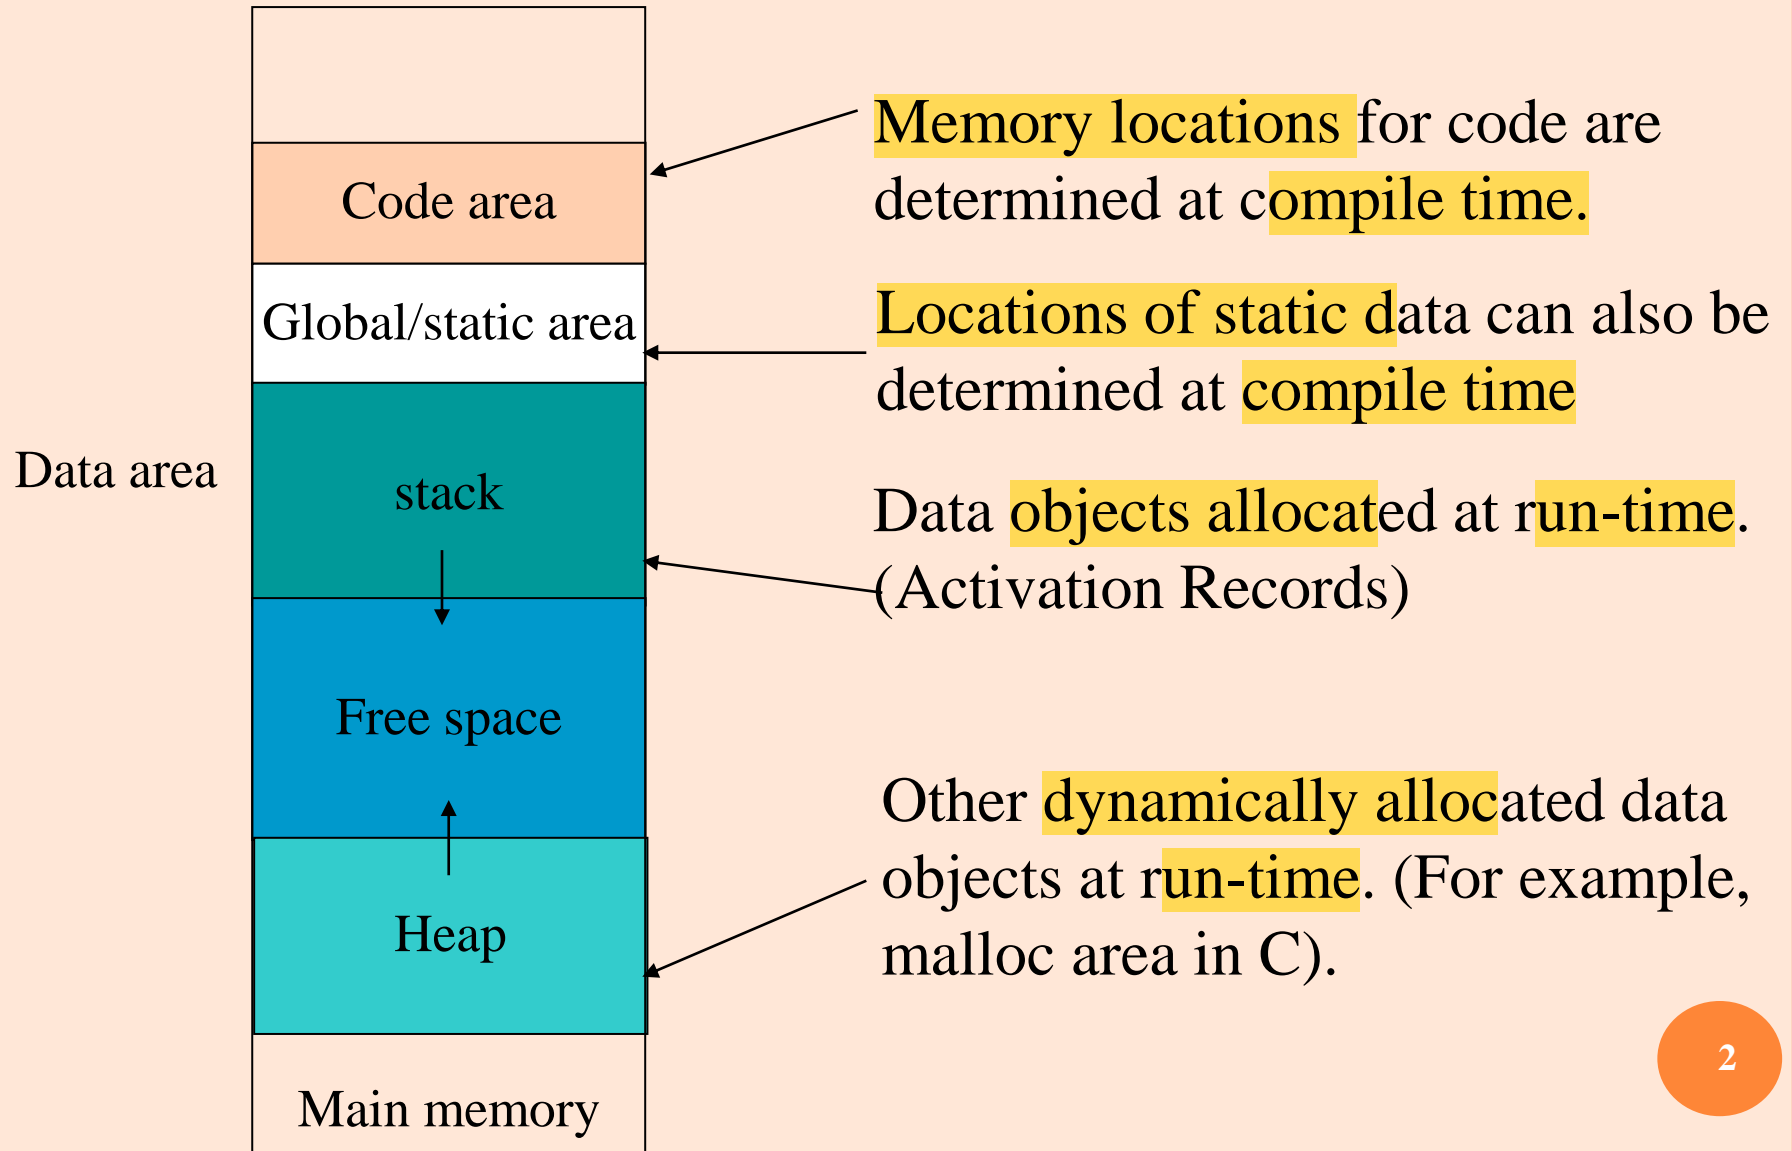 Memory locations for code are
determined at compile time.
Code area
Locations of static data can also be
determined at compile time
Global/static area
Data area
stack
Data objects allocated at run-time.
(Activation Records)
Free space
Other dynamically allocated data
objects at run-time. (For example,
malloc area in C).
Heap
Main memory
2